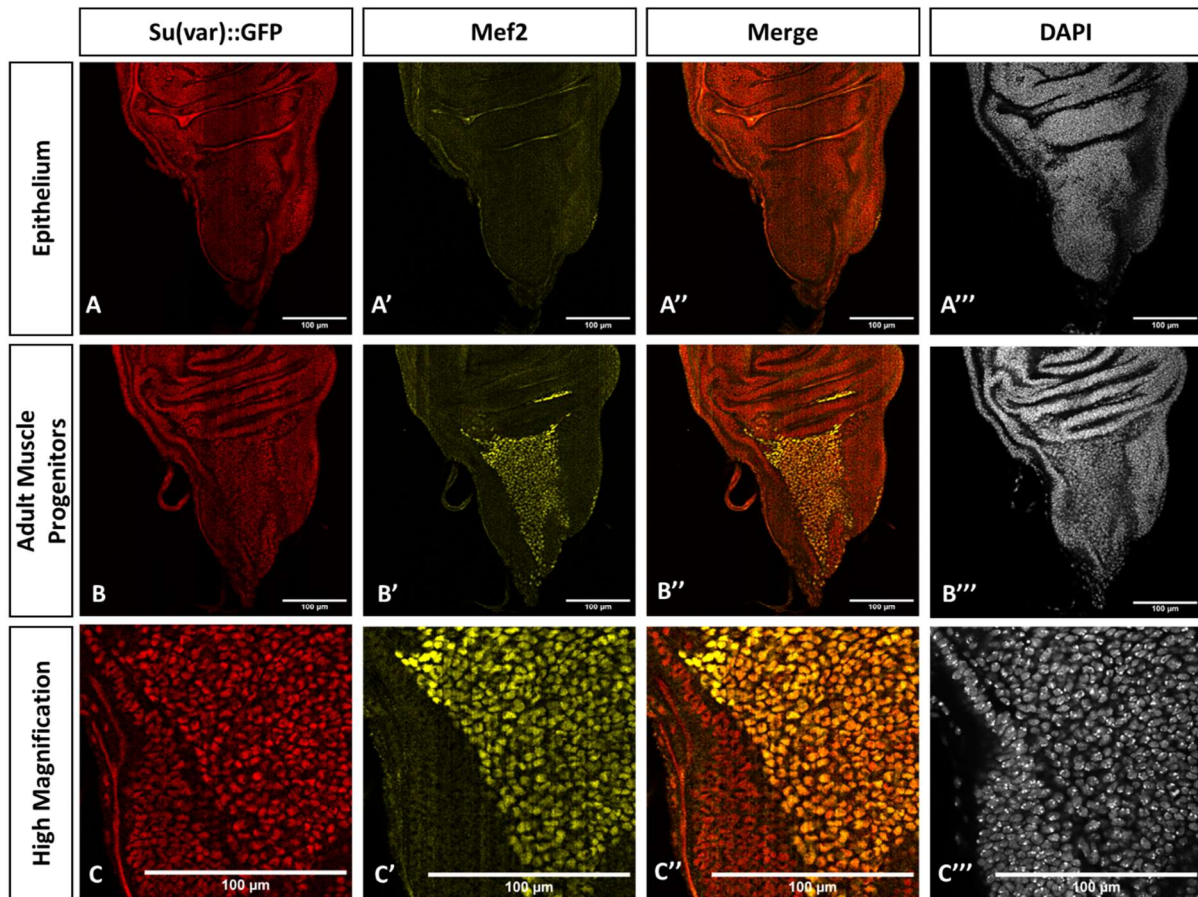 Su(var)::GFP
Mef2
Merge
DAPI
Epithelium
A
100 µm
A'
100 µm
A''
100 µm
A'''
100 µm
Adult Muscle
Progenitors
B
100 µm
B'
100 µm
B''
100 µm
B'''
100 µm
High Magnification
C
100 µm
C'
100 µm
C''
100 µm
C'''
100 µm